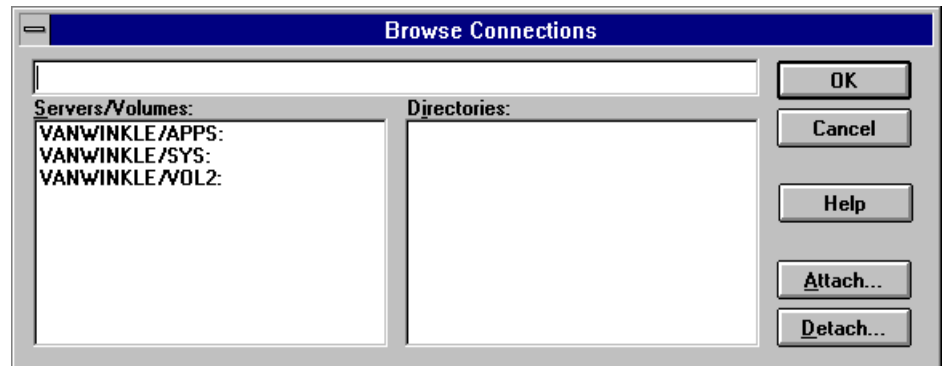 Browse Connections
OK
Servers/Volumes:
Directories:
VANWINKLE/APPS:
VANWINKLE/SYS:
VANWINKLE/VOL2:
Cancel
Help
Attach...
Detach...